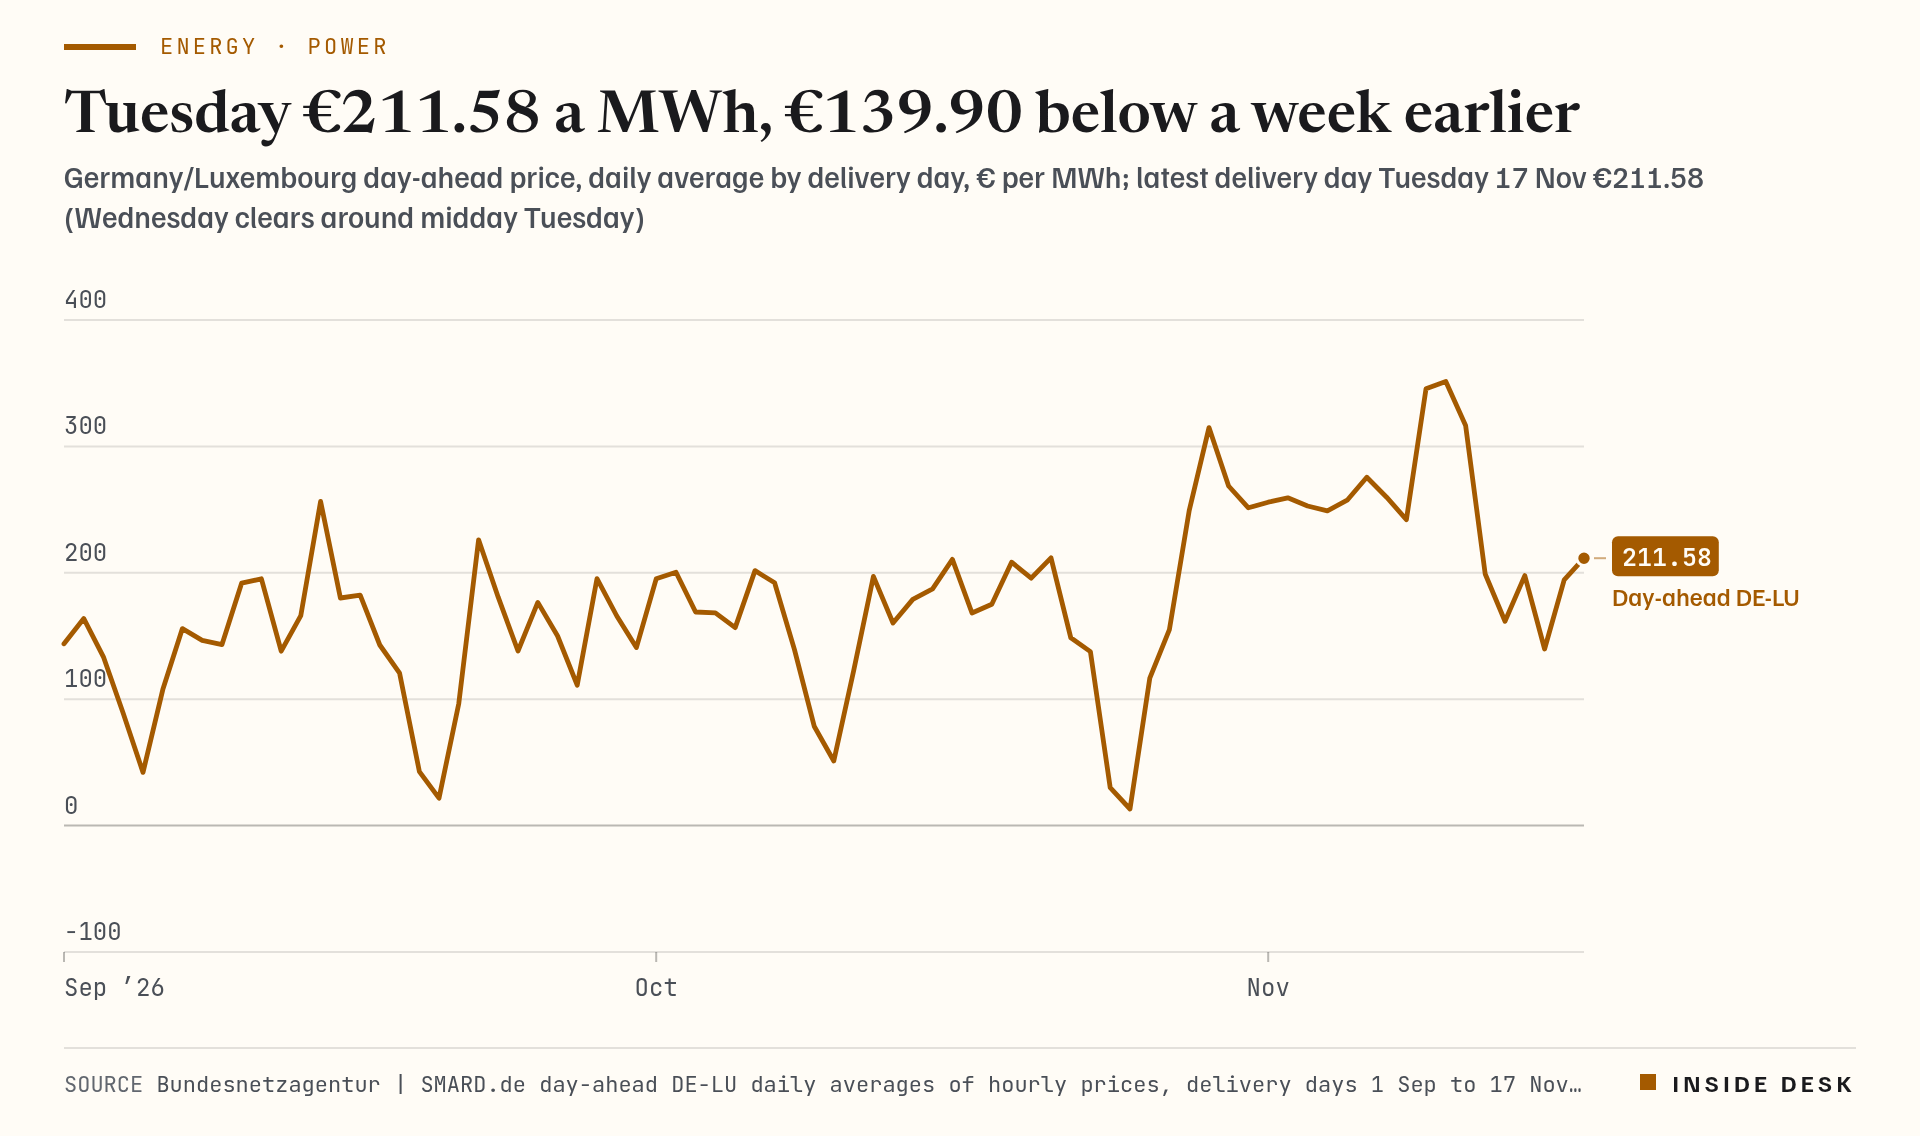 ENERGY · POWER
Tuesday €211.58 a MWh, €139.90 below a week earlier
Germany/Luxembourg day-ahead price, daily average by delivery day, € per MWh; latest delivery day Tuesday 17 Nov €211.58
(Wednesday clears around midday Tuesday)
400
300
200
100
0
-100
211.58
Day-ahead DE-LU
Sep ’26
Oct
Nov
SOURCE Bundesnetzagentur | SMARD.de day-ahead DE-LU daily averages of hourly prices, delivery days 1 Sep to 17 Nov…
INSIDE DESK